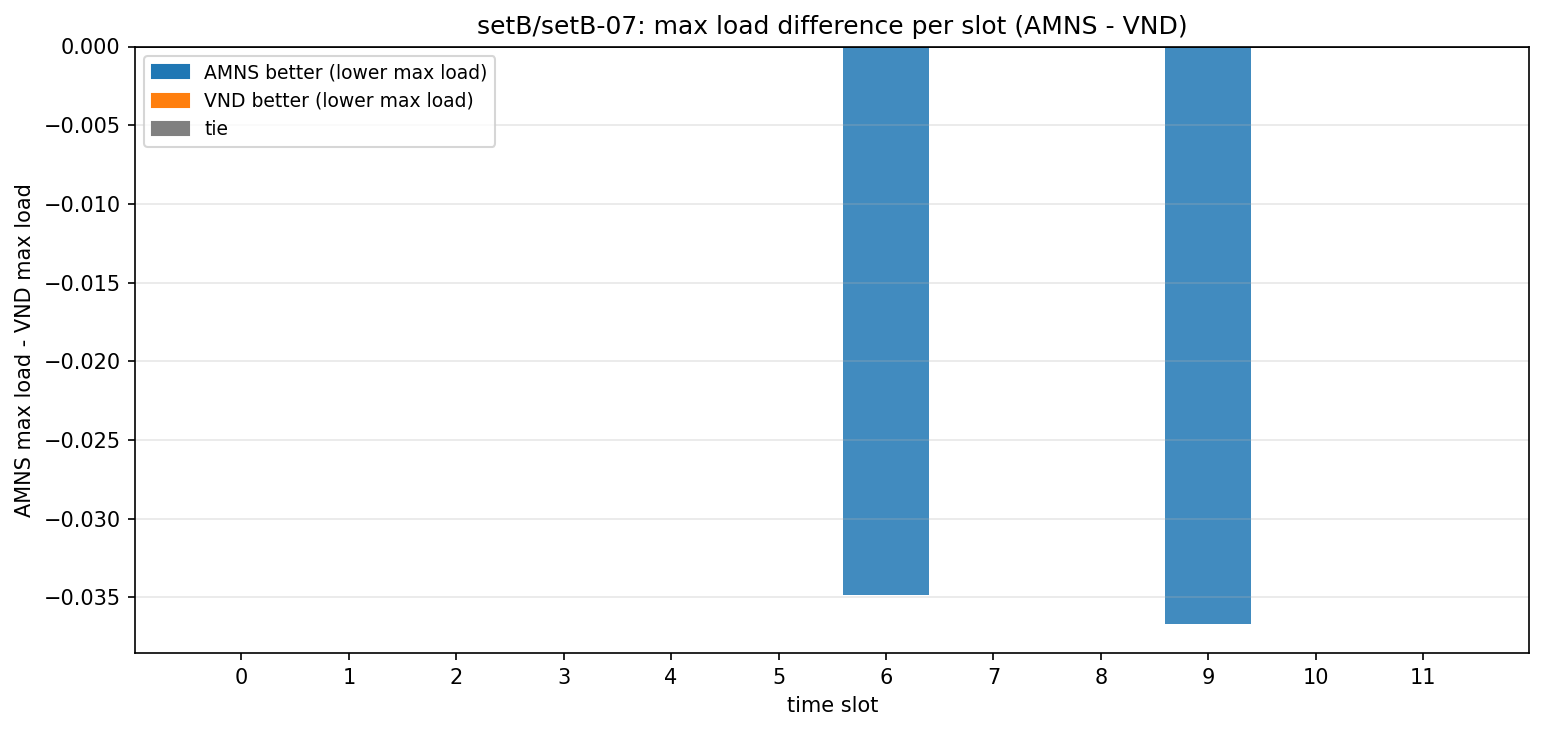 setB/setB-07: max load difference per slot (AMNS - VND)
AMNS better (lower max load)
VND better (lower max load)
tie
AMNS max load - VND max load
0.000
−0.005
−0.010
−0.015
−0.020
−0.025
−0.030
−0.035
0 1 2 3 4 5 6 7 8 9 10 11
time slot